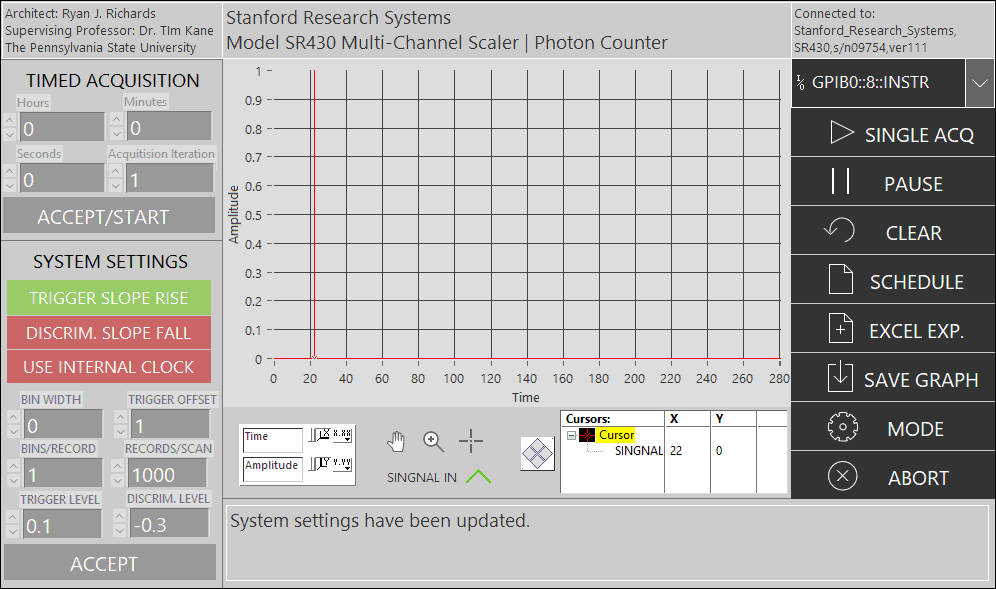 Architect: Ryan J. Richards
Supervising Professor: Dr. TIm Kane
The Pennsylvania State University
Stanford Research Systems
Model SR430 Multi-Channel Scaler | Photon Counter
Connected to:
Stanford_Research_Systems,
SR430,s/n09754,ver111
TIMED ACQUISITION
Hours
Minutes
0
0
Seconds
Acquitision Iteration
0
1
ACCEPT/START
SYSTEM SETTINGS
TRIGGER SLOPE RISE
DISCRIM. SLOPE FALL
USE INTERNAL CLOCK
BIN WIDTH
TRIGGER OFFSET
0
1
BINS/RECORD
RECORDS/SCAN
1
1000
TRIGGER LEVEL
DISCRIM. LEVEL
0.1
-0.3
ACCEPT
Amplitude
1
0.9
0.8
0.7
0.6
0.5
0.4
0.3
0.2
0.1
0
0 20 40 60 80 100 120 140 160 180 200 220 240 260 280
Time
Time
X.XX
Amplitude
Y.YY
SINGNAL IN
Cursors: X Y
Cursor
SINGNAL 22 0
System settings have been updated.
I/O GPIB0::8::INSTR
SINGLE ACQ
PAUSE
CLEAR
SCHEDULE
EXCEL EXP.
SAVE GRAPH
MODE
ABORT